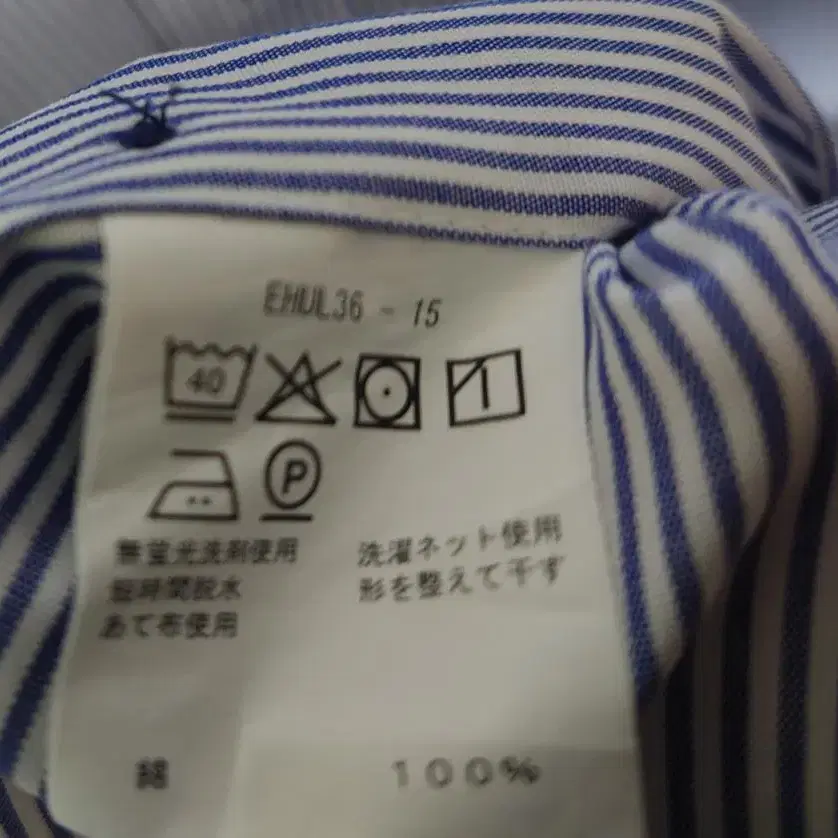 EHUL36 - 15
40
P
無蛍光洗剤使用 洗濯ネット使用
短時間脱水 形を整えて干す
あて布使用
綿 100%